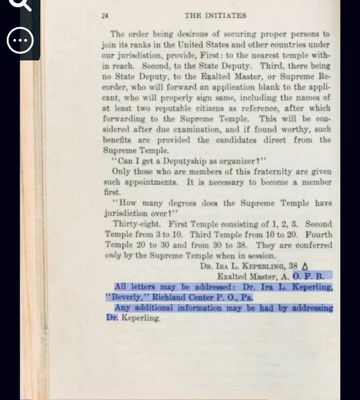 24 THE INITIATES
The order being desirous of securing proper persons to
join its ranks in the United States and other countries under
our jurisdiction, provide, First: to the nearest temple with-
in reach. Second, to the State Deputy. Third, there being
no State Deputy, to the Exalted Master, or Supreme Re-
corder, who will forward an application blank to the appli-
cant, who will properly sign same, including the names of
at least two reputable citizens as reference, after which
forwarding to the Supreme Temple. This will be con-
sidered after due examination, and if found worthy, such
benefits are provided the candidates direct from the
Supreme Temple.
"Can I get a Deputyship as organizer?"
Only those who are members of this fraternity are given
such appointments. It is necessary to become a member
first.
"How many degrees does the Supreme Temple have
jurisdiction over?"
Thirty-eight. First Temple consisting of 1, 2, 3. Second
Temple from 3 to 10. Third Temple from 10 to 20. Fourth
Temple 20 to 30 and from 30 to 38. They are conferred
only by the Supreme Temple when in session.
DR. IRA L. KEPERLING, 38 △
Exalted Master, A. O. F. B.
All letters may be addressed: Dr. Ira L. Keperling,
"Beverly," Richland Center P. O., Pa.
Any additional information may be had by addressing
Dr. Keperling.